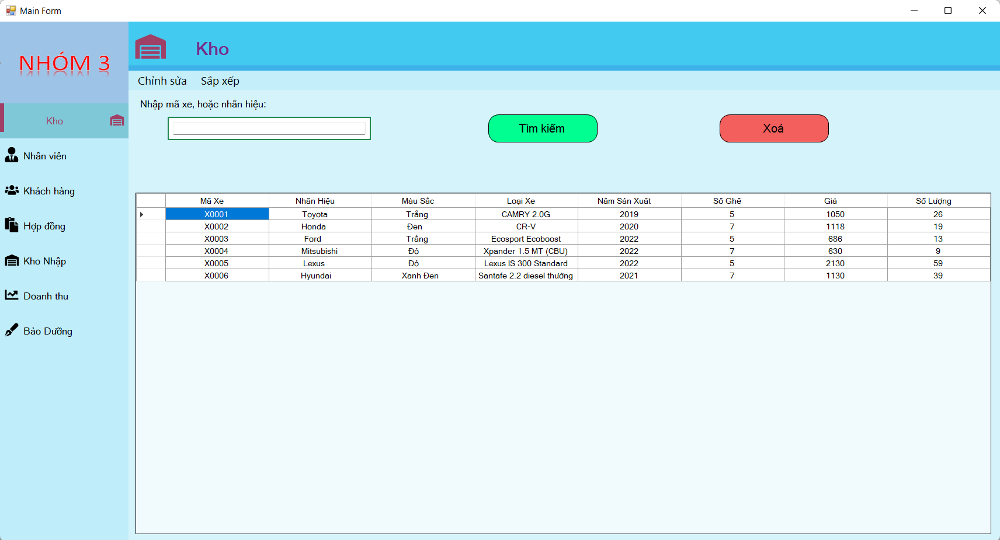 Main Form
NHÓM 3
Kho
Kho
Nhân viên
Khách hàng
Hợp đồng
Kho Nhập
Doanh thu
Bảo Dưỡng
Chỉnh sửa Sắp xếp
Nhập mã xe, hoặc nhãn hiệu:
Tìm kiếm Xoá
Mã Xe Nhãn Hiệu Màu Sắc Loại Xe Năm Sản Xuất Số Ghế Giá Số Lượng
X0001 Toyota Trắng CAMRY 2.0G 2019 5 1050 26
X0002 Honda Đen CR-V 2020 7 1118 19
X0003 Ford Trắng Ecosport Ecoboost 2022 5 686 13
X0004 Mitsubishi Đỏ Xpander 1.5 MT (CBU) 2022 7 630 9
X0005 Lexus Đỏ Lexus IS 300 Standard 2022 5 2130 59
X0006 Hyundai Xanh Đen Santafe 2.2 diesel thường 2021 7 1130 39